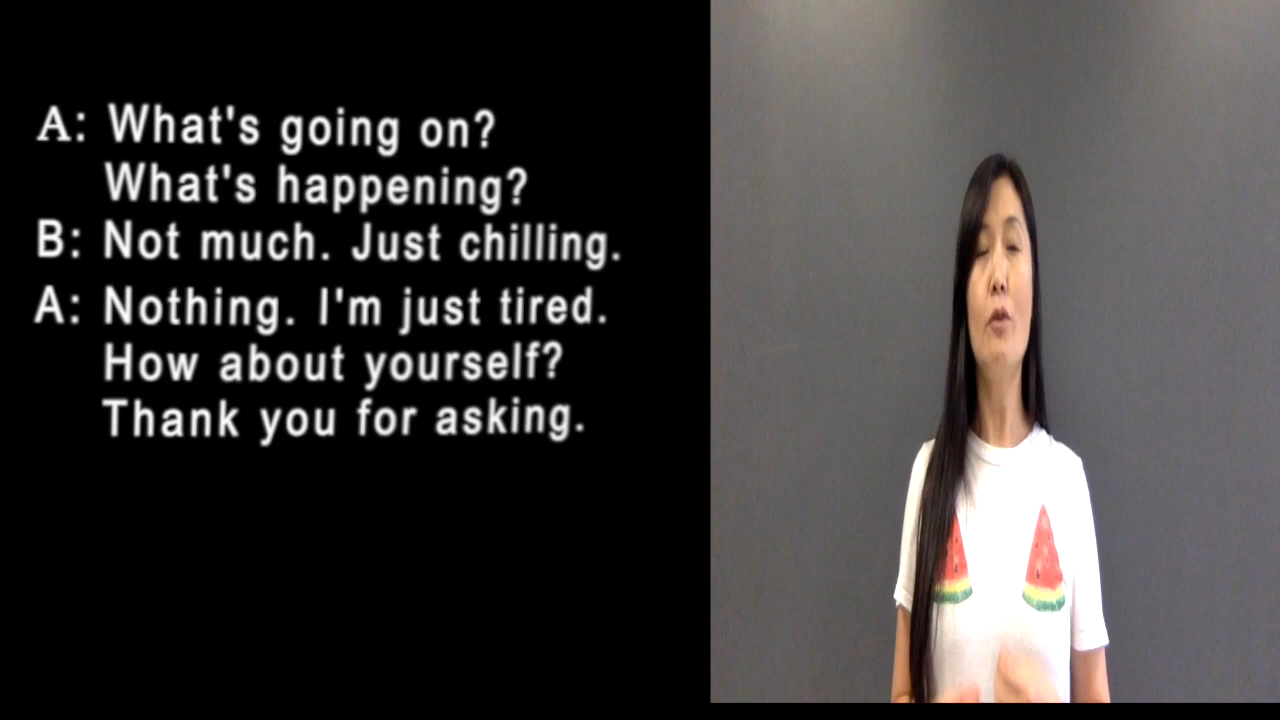 A: What's going on?
What's happening?
B: Not much. Just chilling.
A: Nothing. I'm just tired.
How about yourself?
Thank you for asking.